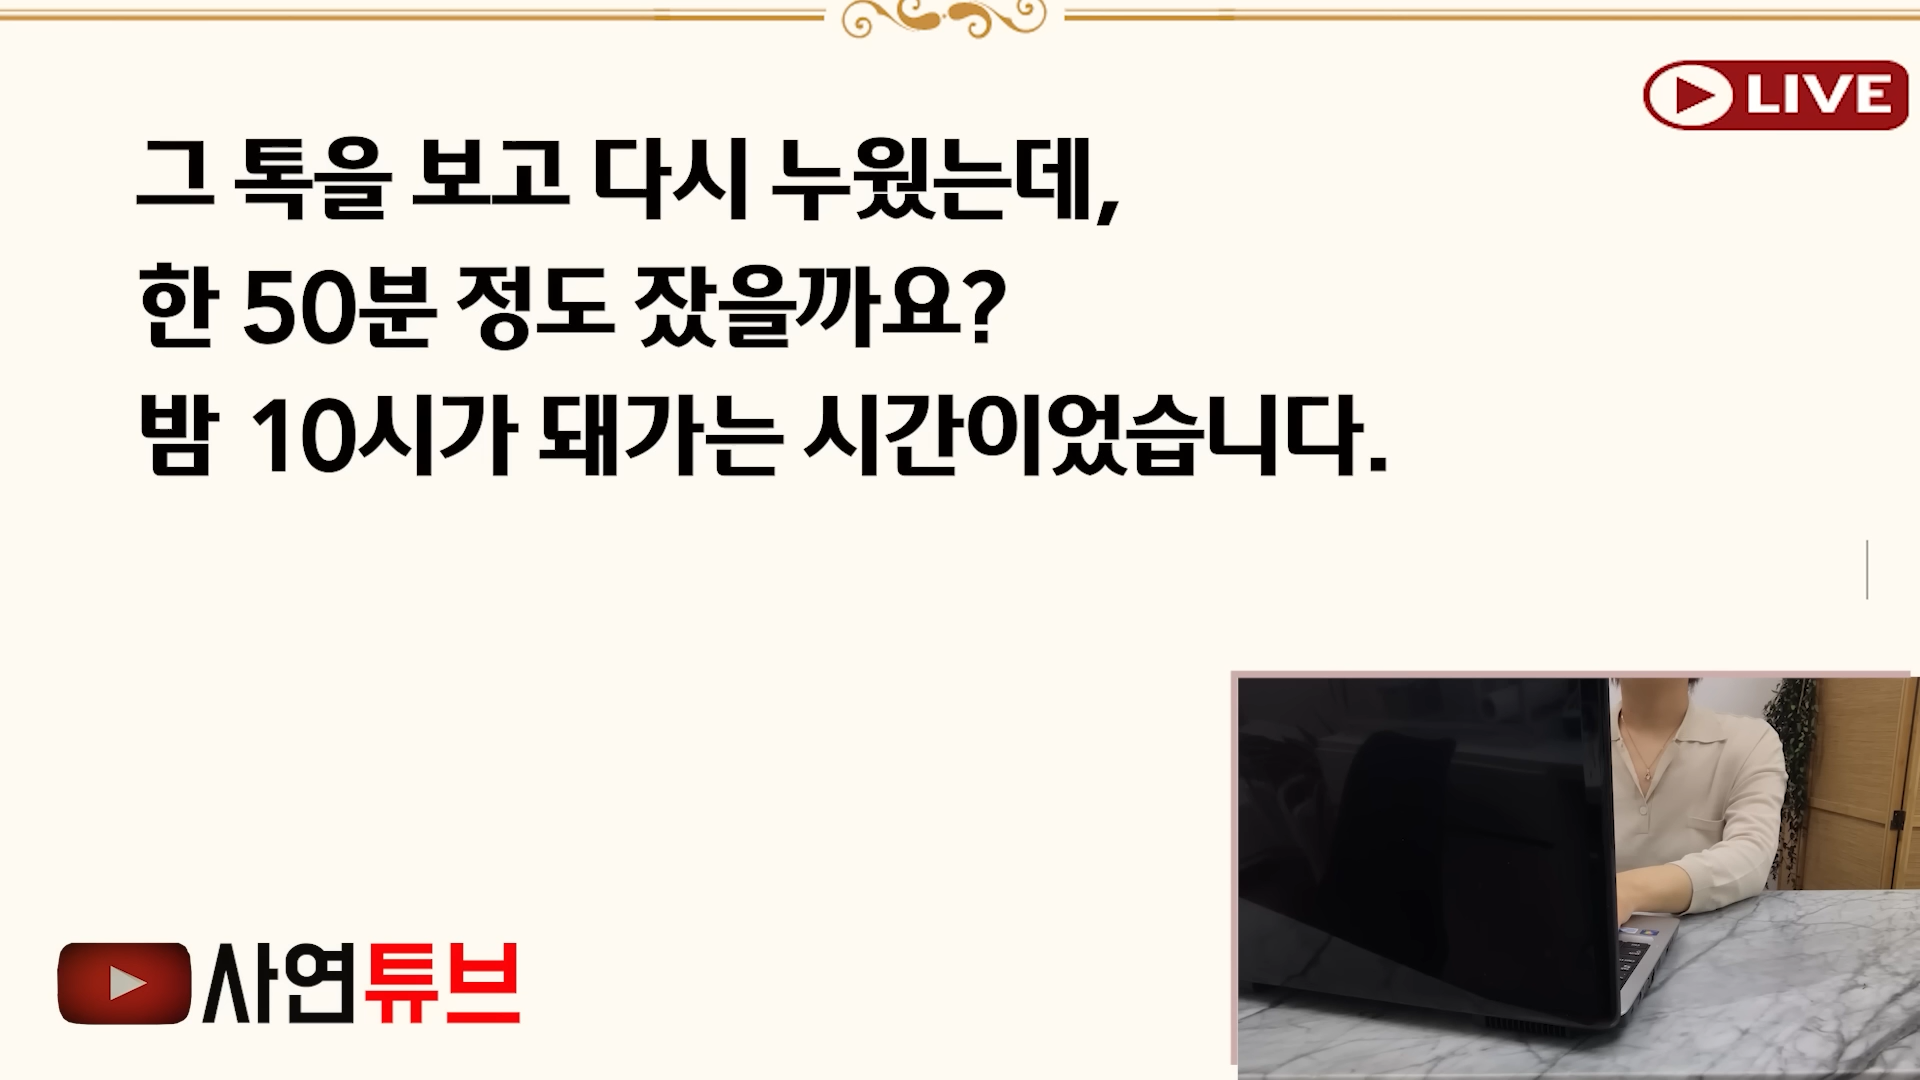 LIVE
그 톡을 보고 다시 누웠는데,
한 50분 정도 잤을까요?
밤 10시가 돼가는 시간이었습니다.
사연튜브